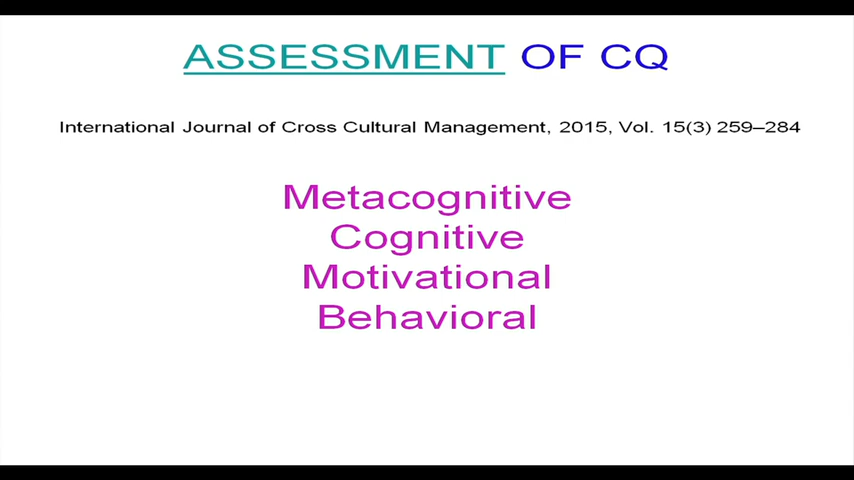 ASSESSMENT OF CQ
International Journal of Cross Cultural Management, 2015, Vol. 15(3) 259–284
Metacognitive
Cognitive
Motivational
Behavioral